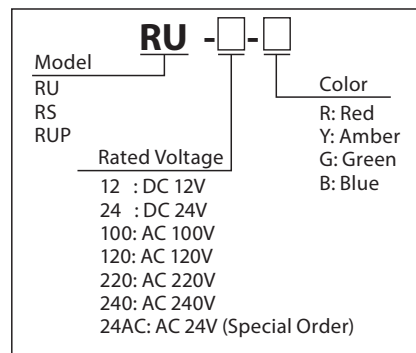 RU -□-□
Model
RU
RS
RUP
Color
R: Red
Y: Amber
G: Green
B: Blue
Rated Voltage
12 : DC 12V
24 : DC 24V
100: AC 100V
120: AC 120V
220: AC 220V
240: AC 240V
24AC: AC 24V (Special Order)